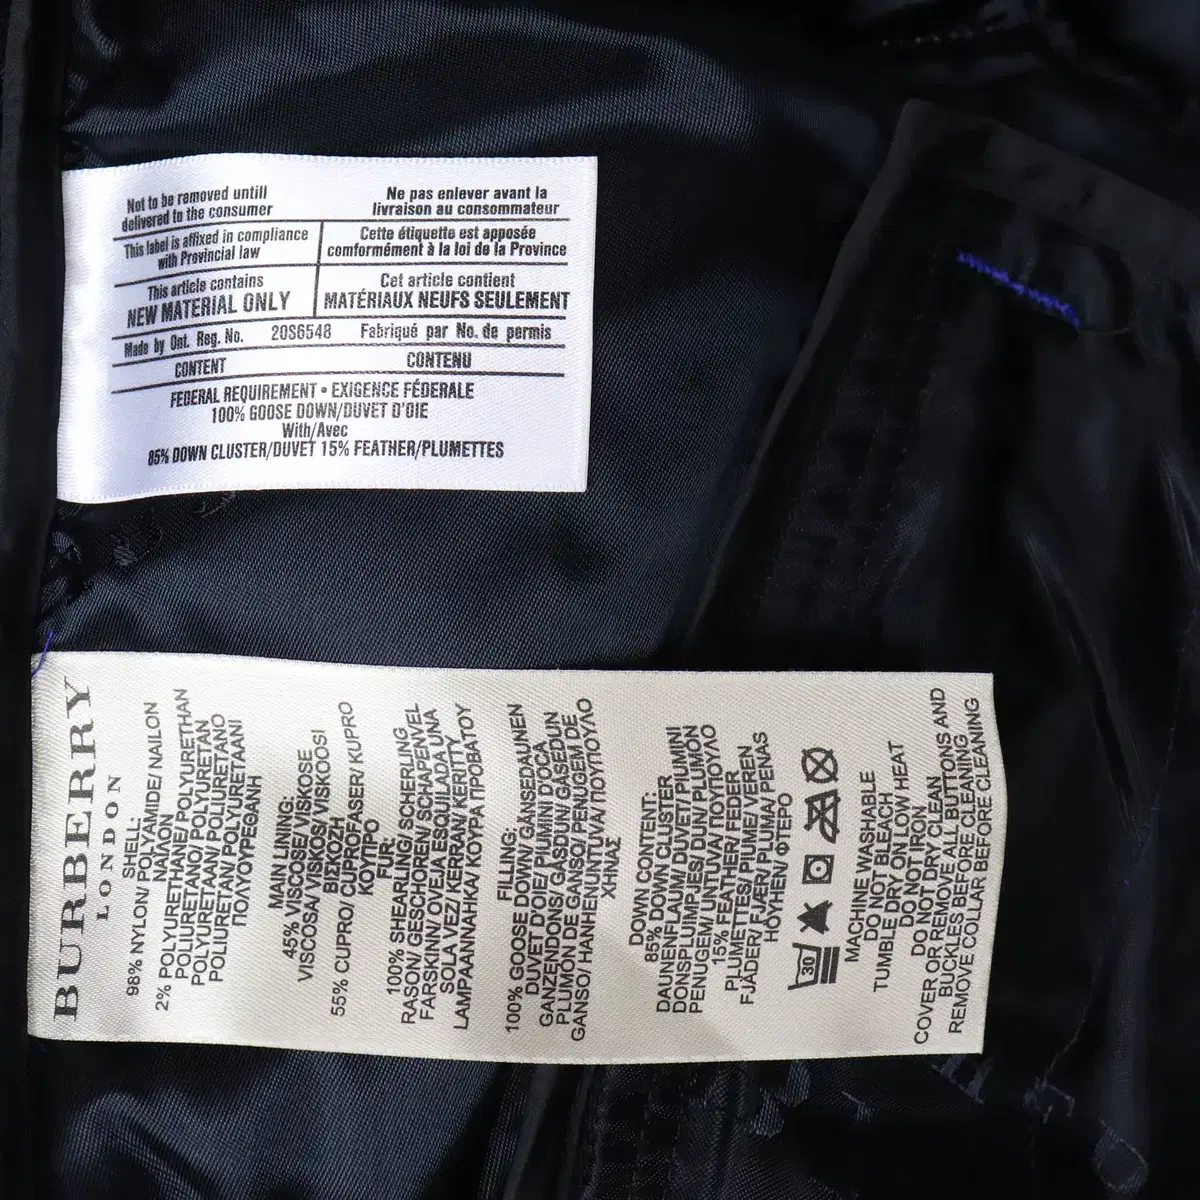 Not to be removed untill
delivered to the consumer
Ne pas enlever avant la
livraison au consommateur
This label is affixed in compliance
with Provincial law
Cette étiquette est apposée
comformément à la loi de la Province
This article contains
NEW MATERIAL ONLY
Cet article contient
MATÉRIAUX NEUFS SEULEMENT
Made by Ont. Reg. No. 20S6548 Fabriqué par No. de permis
CONTENT CONTENU
FEDERAL REQUIREMENT • EXIGENCE FÉDERALE
100% GOOSE DOWN/DUVET D'OIE
With/Avec
85% DOWN CLUSTER/DUVET 15% FEATHER/PLUMETTES
BURBERRY
LONDON
SHELL:
98% NYLON/ POLYAMIDE/ NAILON
ΝΑΪΛΟΝ
2% POLYURETHANE/POLYURETHAN
POLIURETANO/ POLYURETAN/
POLYURETAAN/ POLIURETANO
POLIURETAN/ POLYURETAANI
ΠΟΛΥΟΥΡΕΘΑΝΗ
MAIN LINING:
45% VISCOSE/ VISKOSE
VISCOSA/ VISKOS/ VISKOOSI
ΒΙΣΚΟΖΗ
55% CUPRO/ CUPROFASER/ KUPRO
ΚΟΥΠΡΟ
FUR:
100% SHEARLING/ SCHERLING
RASON/ GESCHOREN/ SCHAPENVEL
FARSKINN/ OVEJA ESQUILADA UNA
SOLA VEZ/ KERRAN/ KERITTY
LAMPAANNAHKA/ ΚΟΥΡΑ ΠΡΟΒΑΤΟΥ
FILLING:
100% GOOSE DOWN/ GÄNSEDAUNEN
DUVET D'OIE/ PIUMINI D'OCA
GANZENDONS/ GASDUN/ GASEDUN
PLUMON DE GANSO/ PENUGEM DE
GANSO/ HANHENUNTUVA/ ΠΟΥΠΟΥΛΟ
ΧΗΝΑΣ
DOWN CONTENT:
85% DOWN CLUSTER
DAUNENFLAUM/ DUVET/ PIUMINI
DONSPLUIMPJES/ DUN/ PLUMON
PENUGEM/ UNTUVA/ ΠΟΥΠΟΥΛΟ
15% FEATHER/ FEDER
PLUMETTES/ PIUME/ VEREN
FJÄDER/ FJÆR/ PLUMA/ PENAS
HÖYHEN/ ΦΤΕΡΟ
30
MACHINE WASHABLE
DO NOT BLEACH
TUMBLE DRY ON LOW HEAT
DO NOT IRON
DO NOT DRY CLEAN
COVER OR REMOVE ALL BUTTONS AND
BUCKLES BEFORE CLEANING
REMOVE COLLAR BEFORE CLEANING